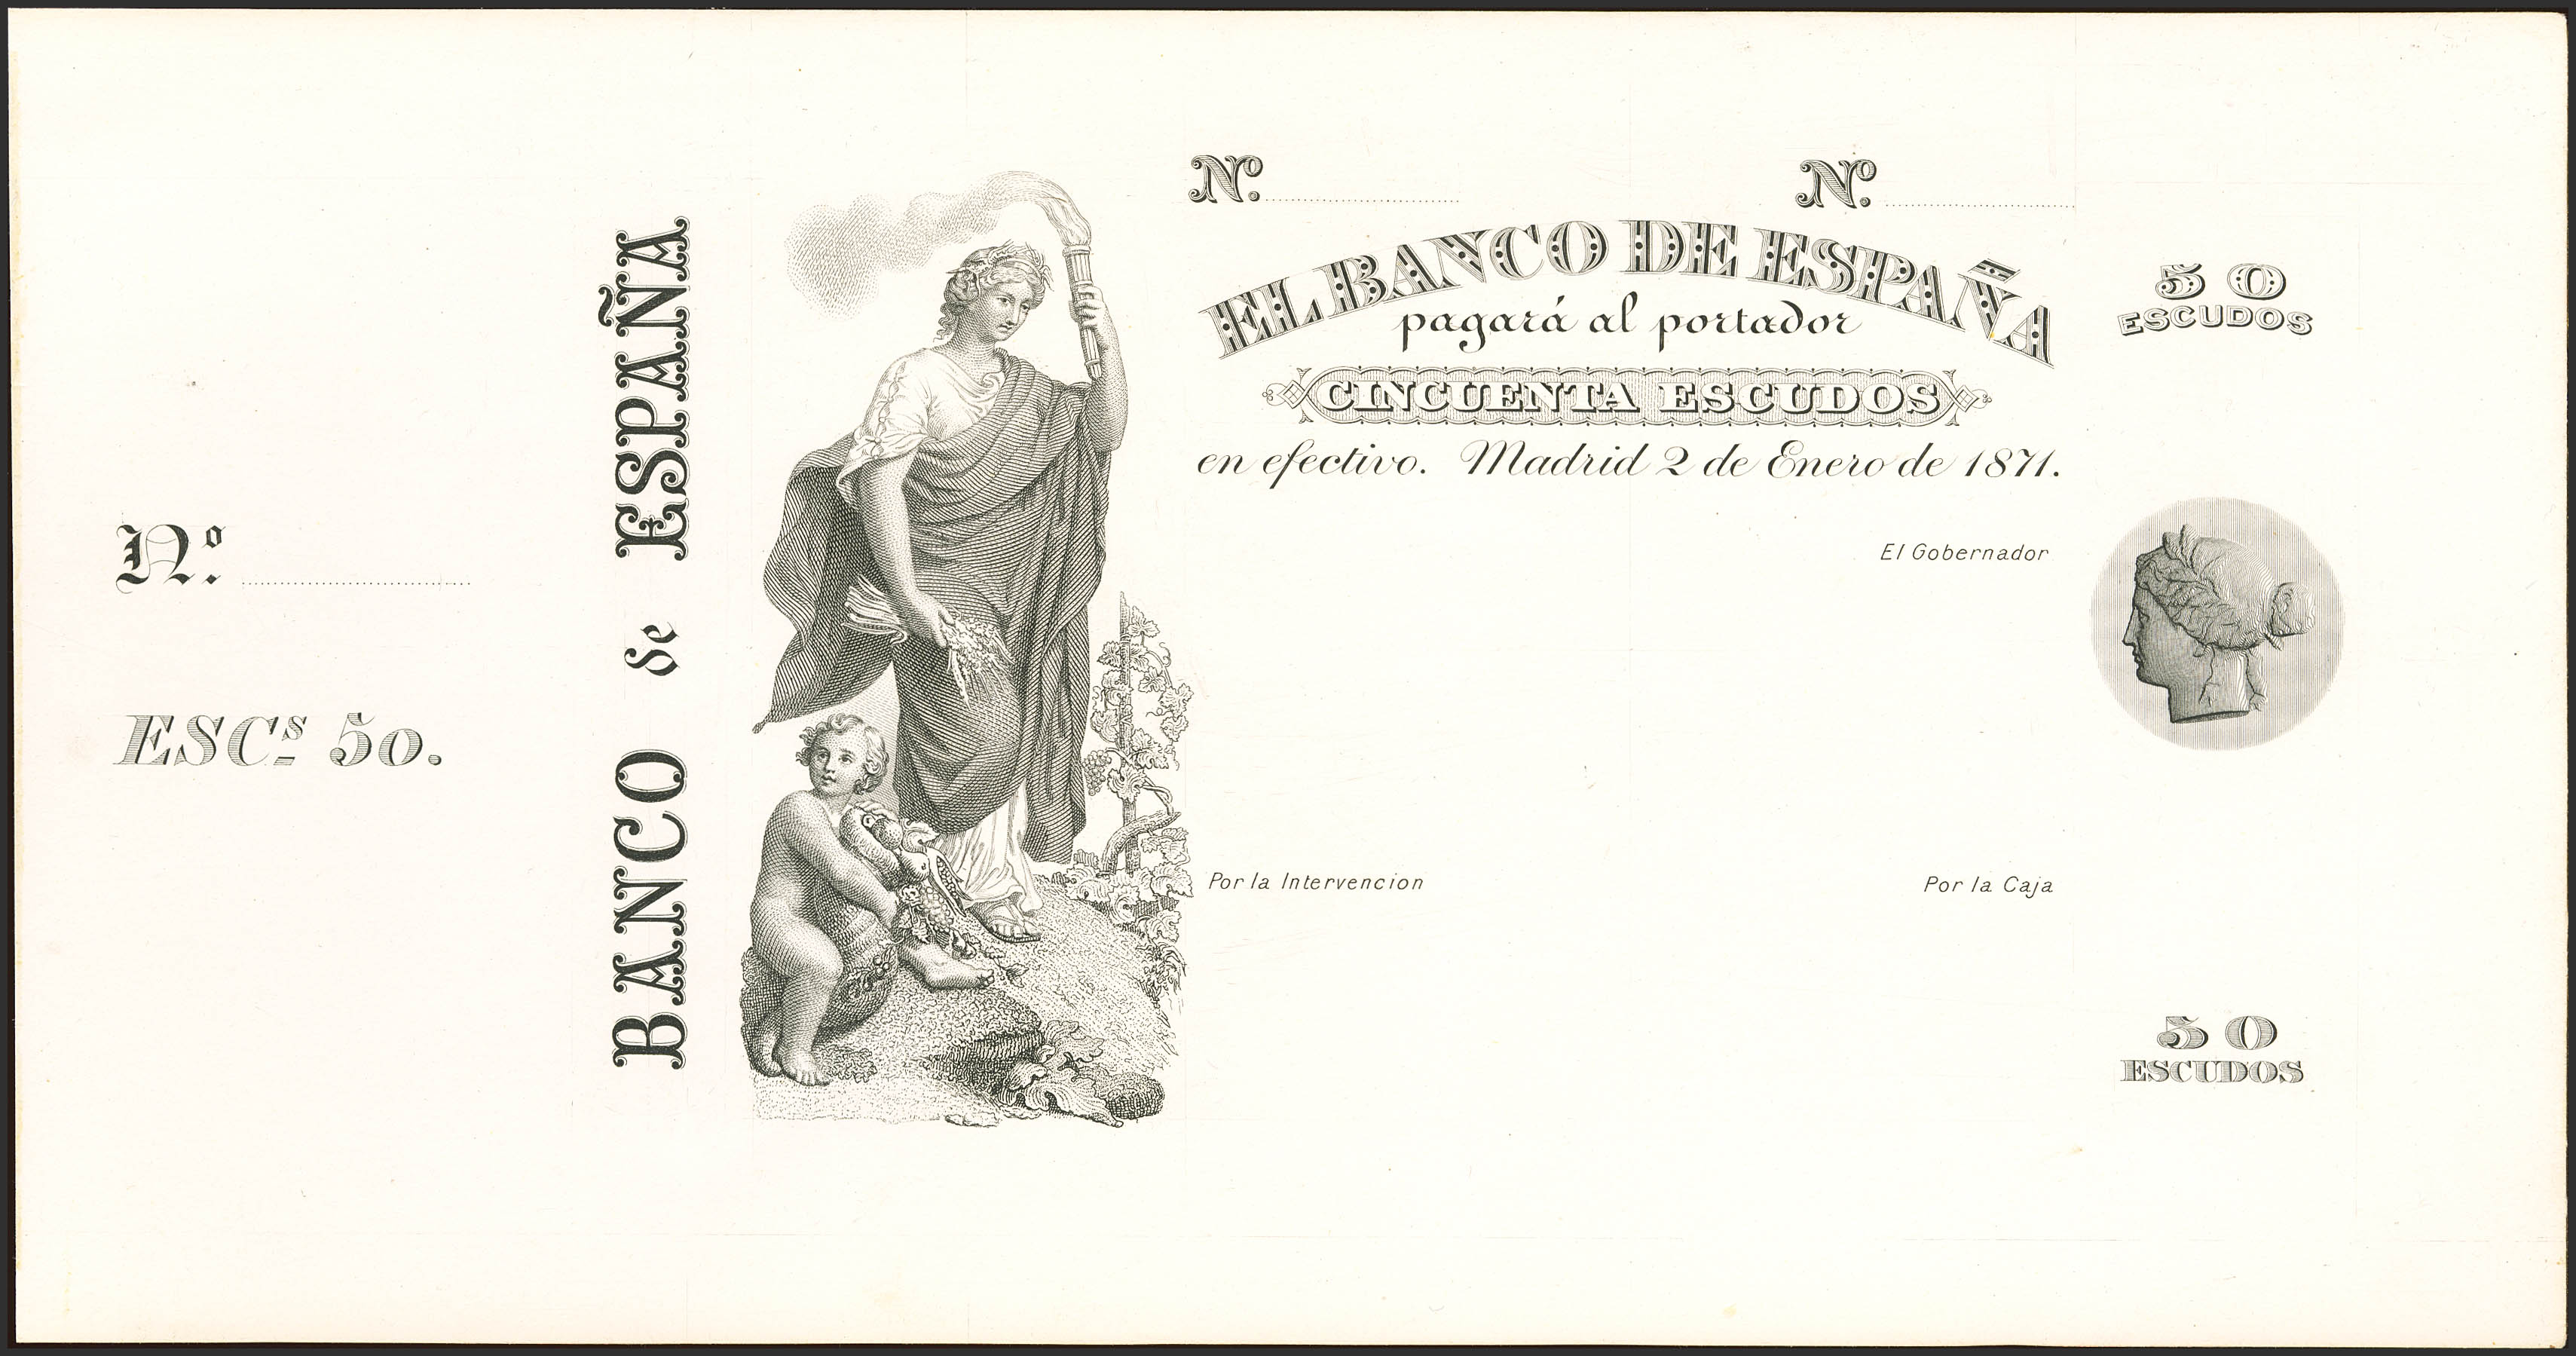 Nº.
ESCs 50.
BANCO de ESPAÑA
Nº. Nº.
EL BANCO DE ESPAÑA
pagará al portador
CINCUENTA ESCUDOS
en efectivo. Madrid 2 de Enero de 1871.
El Gobernador
Por la Intervencion
Por la Caja
50
ESCUDOS
50
ESCUDOS